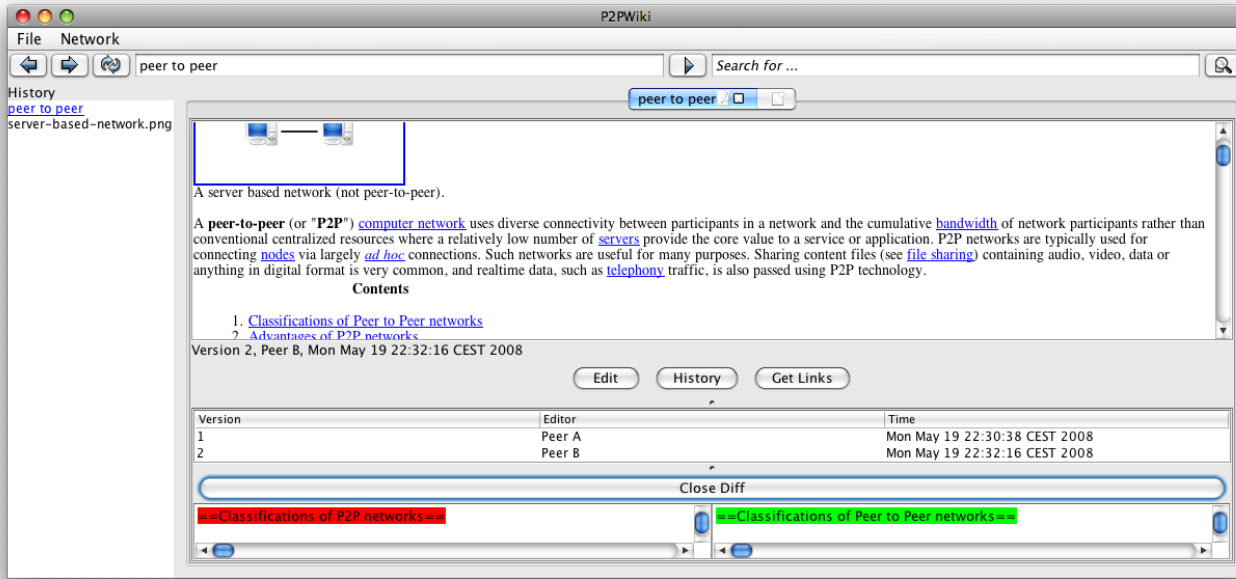 P2PWiki
File Network
peer to peer
Search for ...
History
peer to peer
server-based-network.png
peer to peer
A server based network (not peer-to-peer).
A peer-to-peer (or "P2P") computer network uses diverse connectivity between participants in a network and the cumulative bandwidth of network participants rather than
conventional centralized resources where a relatively low number of servers provide the core value to a service or application. P2P networks are typically used for
connecting nodes via largely ad hoc connections. Such networks are useful for many purposes. Sharing content files (see file sharing) containing audio, video, data or
anything in digital format is very common, and realtime data, such as telephony traffic, is also passed using P2P technology.
Contents
1. Classifications of Peer to Peer networks
2. Advantages of P2P networks
Version 2, Peer B, Mon May 19 22:32:16 CEST 2008
Edit History Get Links
Version Editor Time
1 Peer A Mon May 19 22:30:38 CEST 2008
2 Peer B Mon May 19 22:32:16 CEST 2008
Close Diff
==Classifications of P2P networks== ==Classifications of Peer to Peer networks==